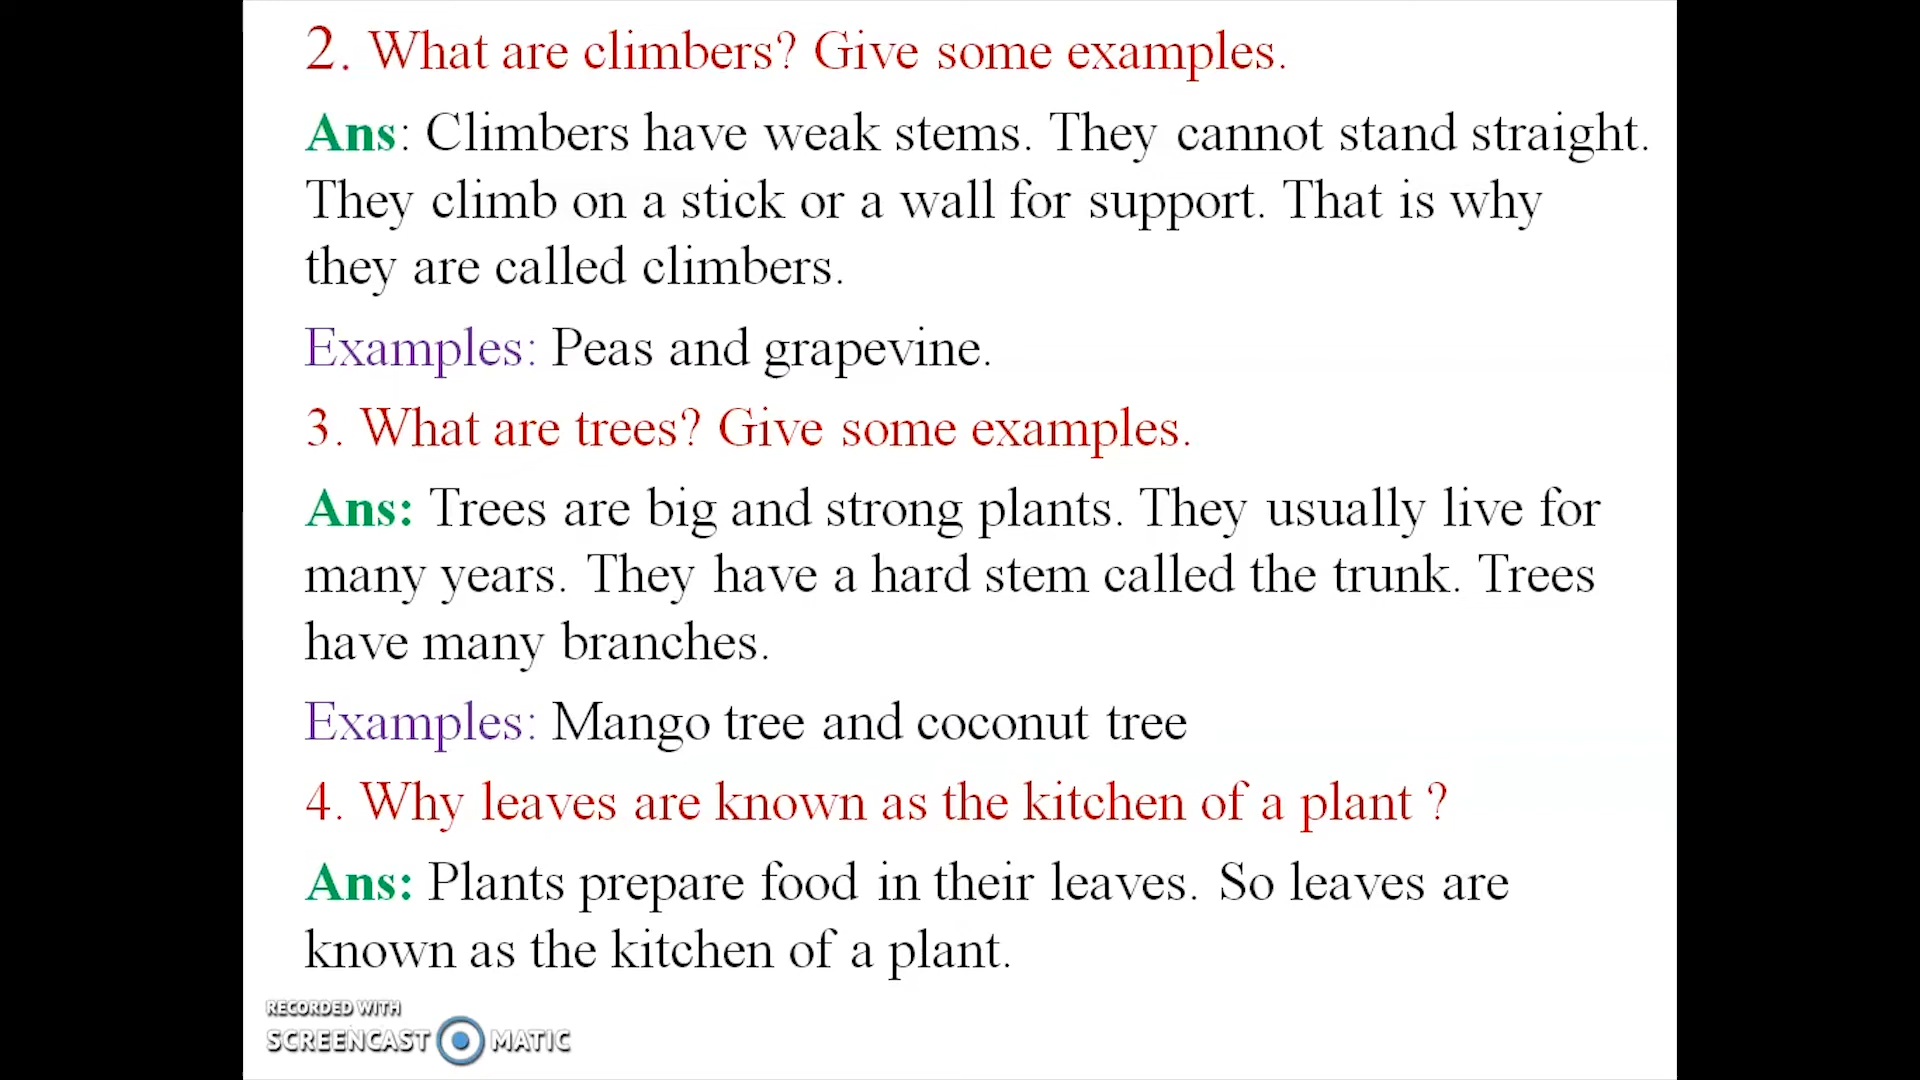 2. What are climbers? Give some examples.
Ans: Climbers have weak stems. They cannot stand straight.
They climb on a stick or a wall for support. That is why
they are called climbers.
Examples: Peas and grapevine.
3. What are trees? Give some examples.
Ans: Trees are big and strong plants. They usually live for
many years. They have a hard stem called the trunk. Trees
have many branches.
Examples: Mango tree and coconut tree
4. Why leaves are known as the kitchen of a plant ?
Ans: Plants prepare food in their leaves. So leaves are
known as the kitchen of a plant.
RECORDED WITH
SCREENCAST MATIC